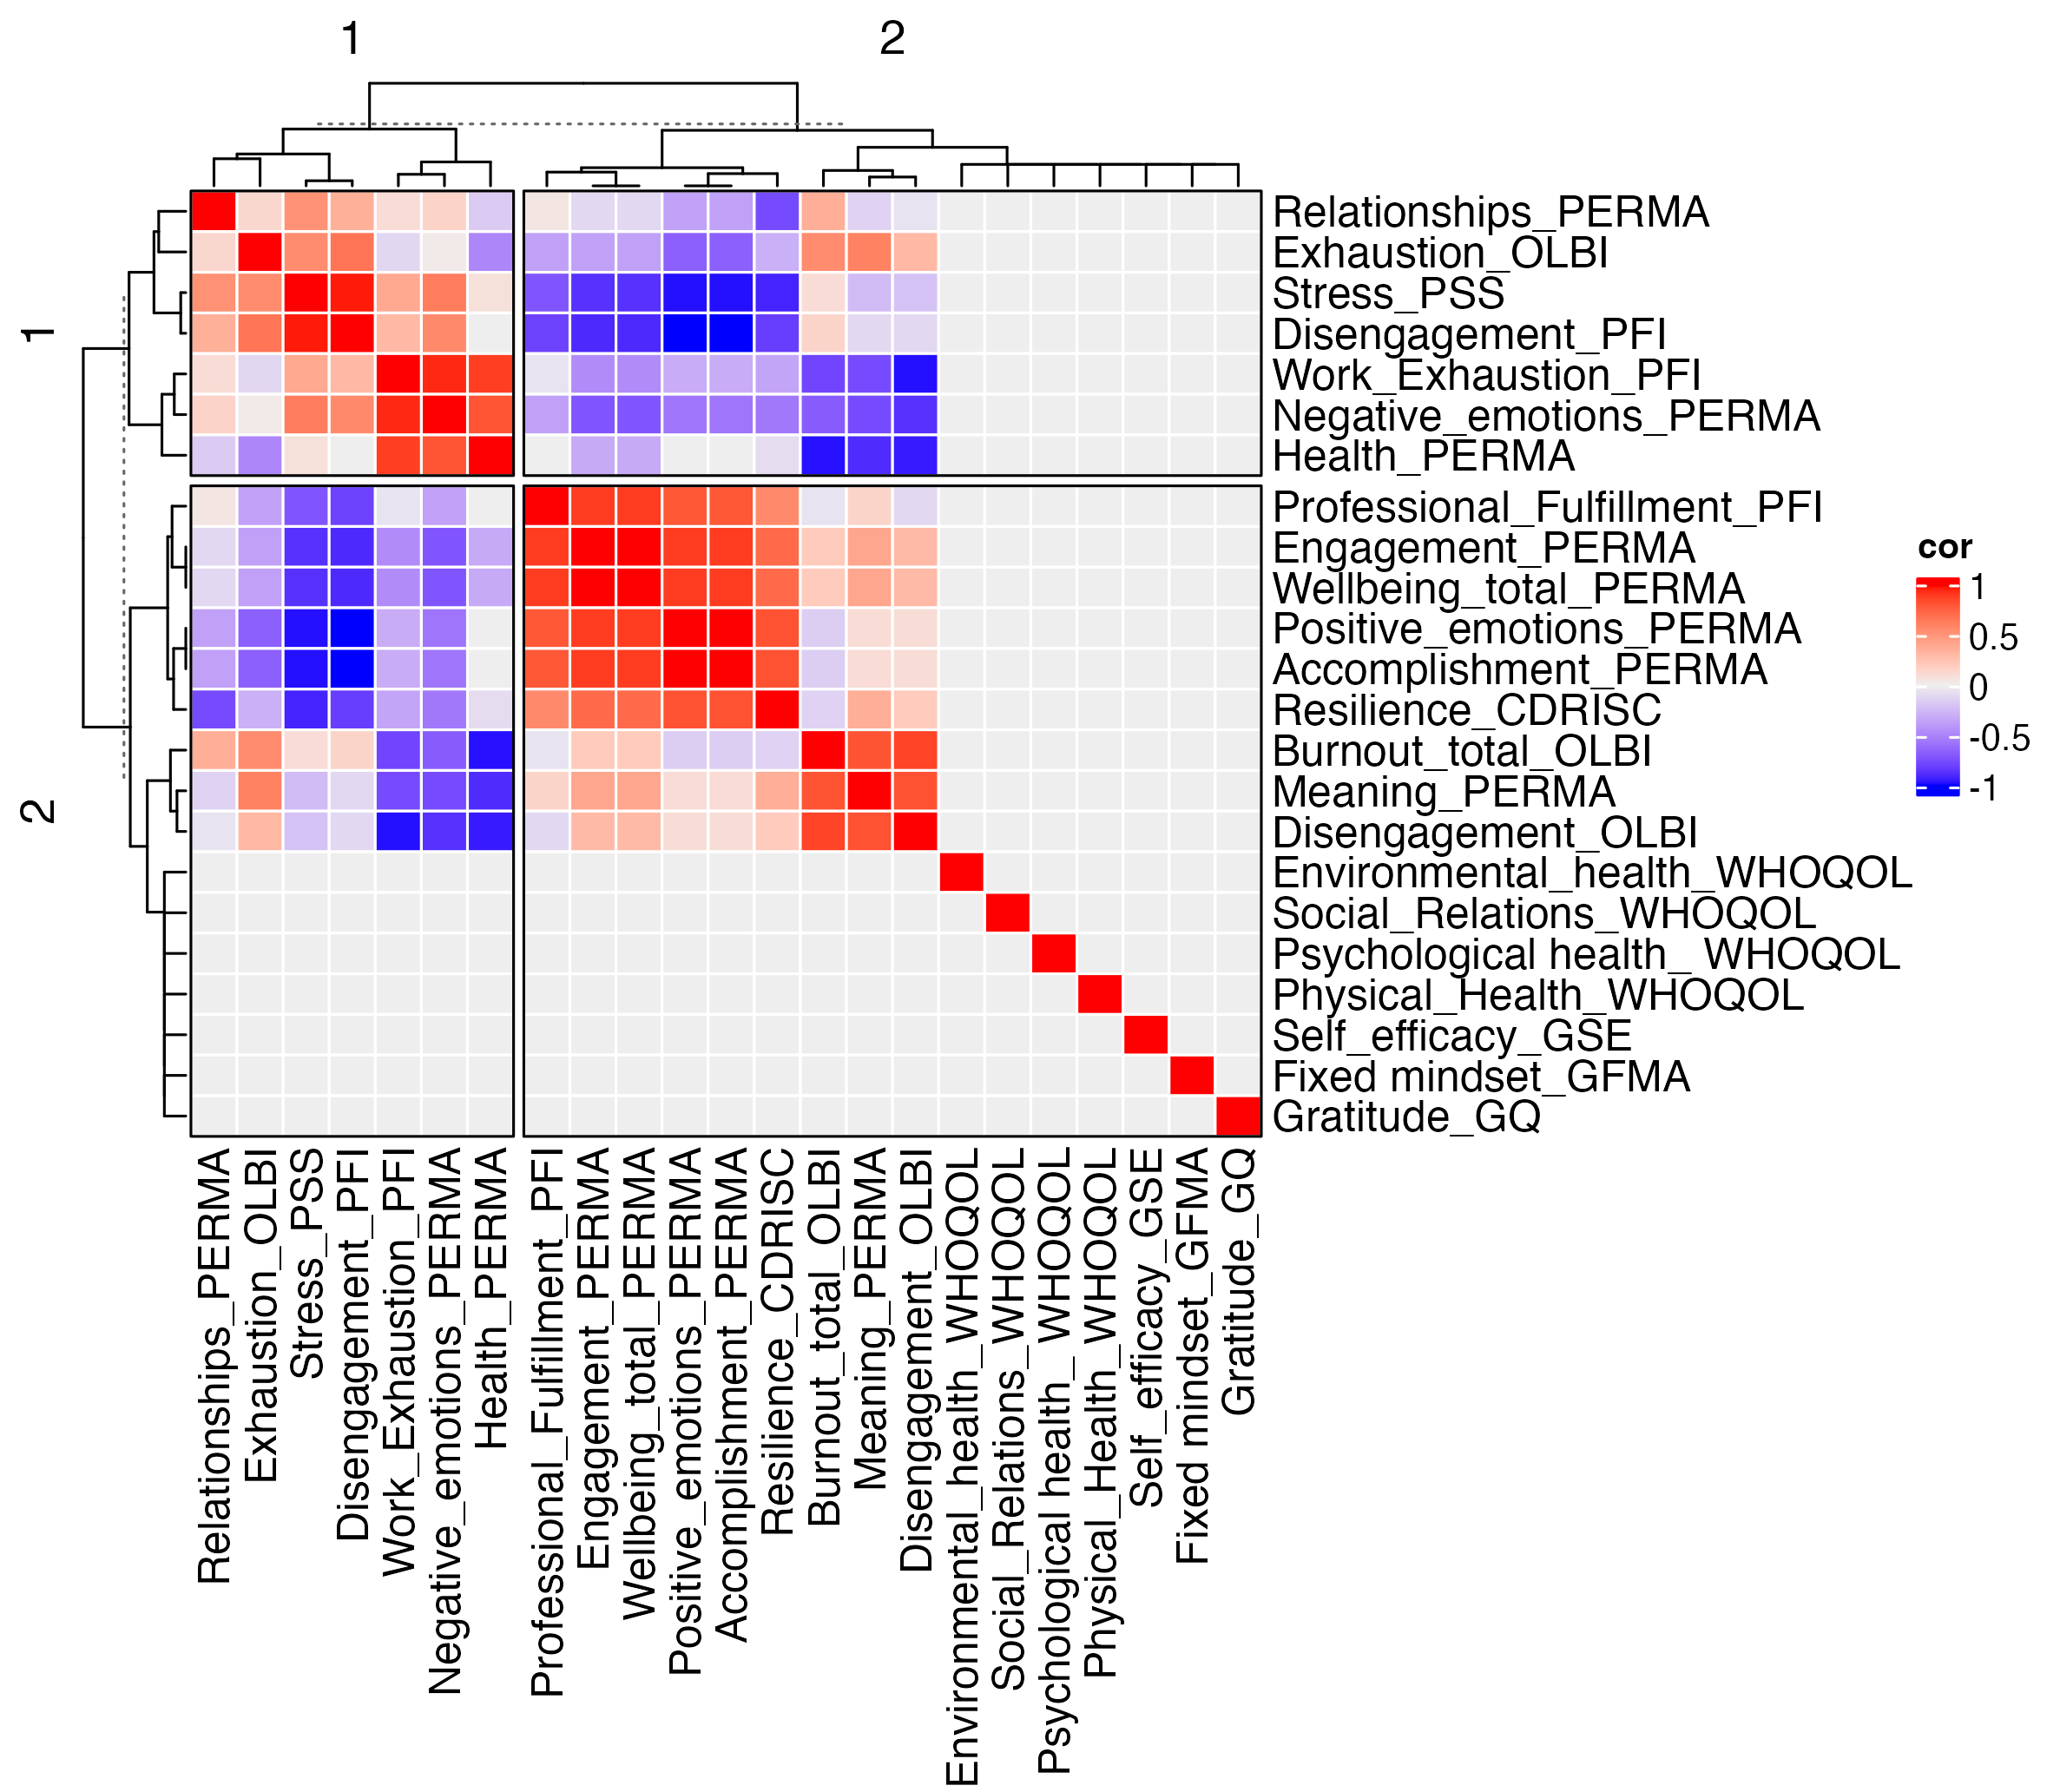 1
2
1
2
Relationships_PERMA
Exhaustion_OLBI
Stress_PSS
Disengagement_PFI
Work_Exhaustion_PFI
Negative_emotions_PERMA
Health_PERMA
Professional_Fulfillment_PFI
Engagement_PERMA
Wellbeing_total_PERMA
Positive_emotions_PERMA
Accomplishment_PERMA
Resilience_CDRISC
Burnout_total_OLBI
Meaning_PERMA
Disengagement_OLBI
Environmental_health_WHOQOL
Social_Relations_WHOQOL
Psychological health_ WHOQOL
Physical_Health_WHOQOL
Self_efficacy_GSE
Fixed mindset_GFMA
Gratitude_GQ
cor
1
0.5
0
-0.5
-1
Relationships_PERMA
Exhaustion_OLBI
Stress_PSS
Disengagement_PFI
Work_Exhaustion_PFI
Negative_emotions_PERMA
Health_PERMA
Professional_Fulfillment_PFI
Engagement_PERMA
Wellbeing_total_PERMA
Positive_emotions_PERMA
Accomplishment_PERMA
Resilience_CDRISC
Burnout_total_OLBI
Meaning_PERMA
Disengagement_OLBI
Environmental_health_WHOQOL
Social_Relations_WHOQOL
Psychological health_ WHOQOL
Physical_Health_WHOQOL
Self_efficacy_GSE
Fixed mindset_GFMA
Gratitude_GQ